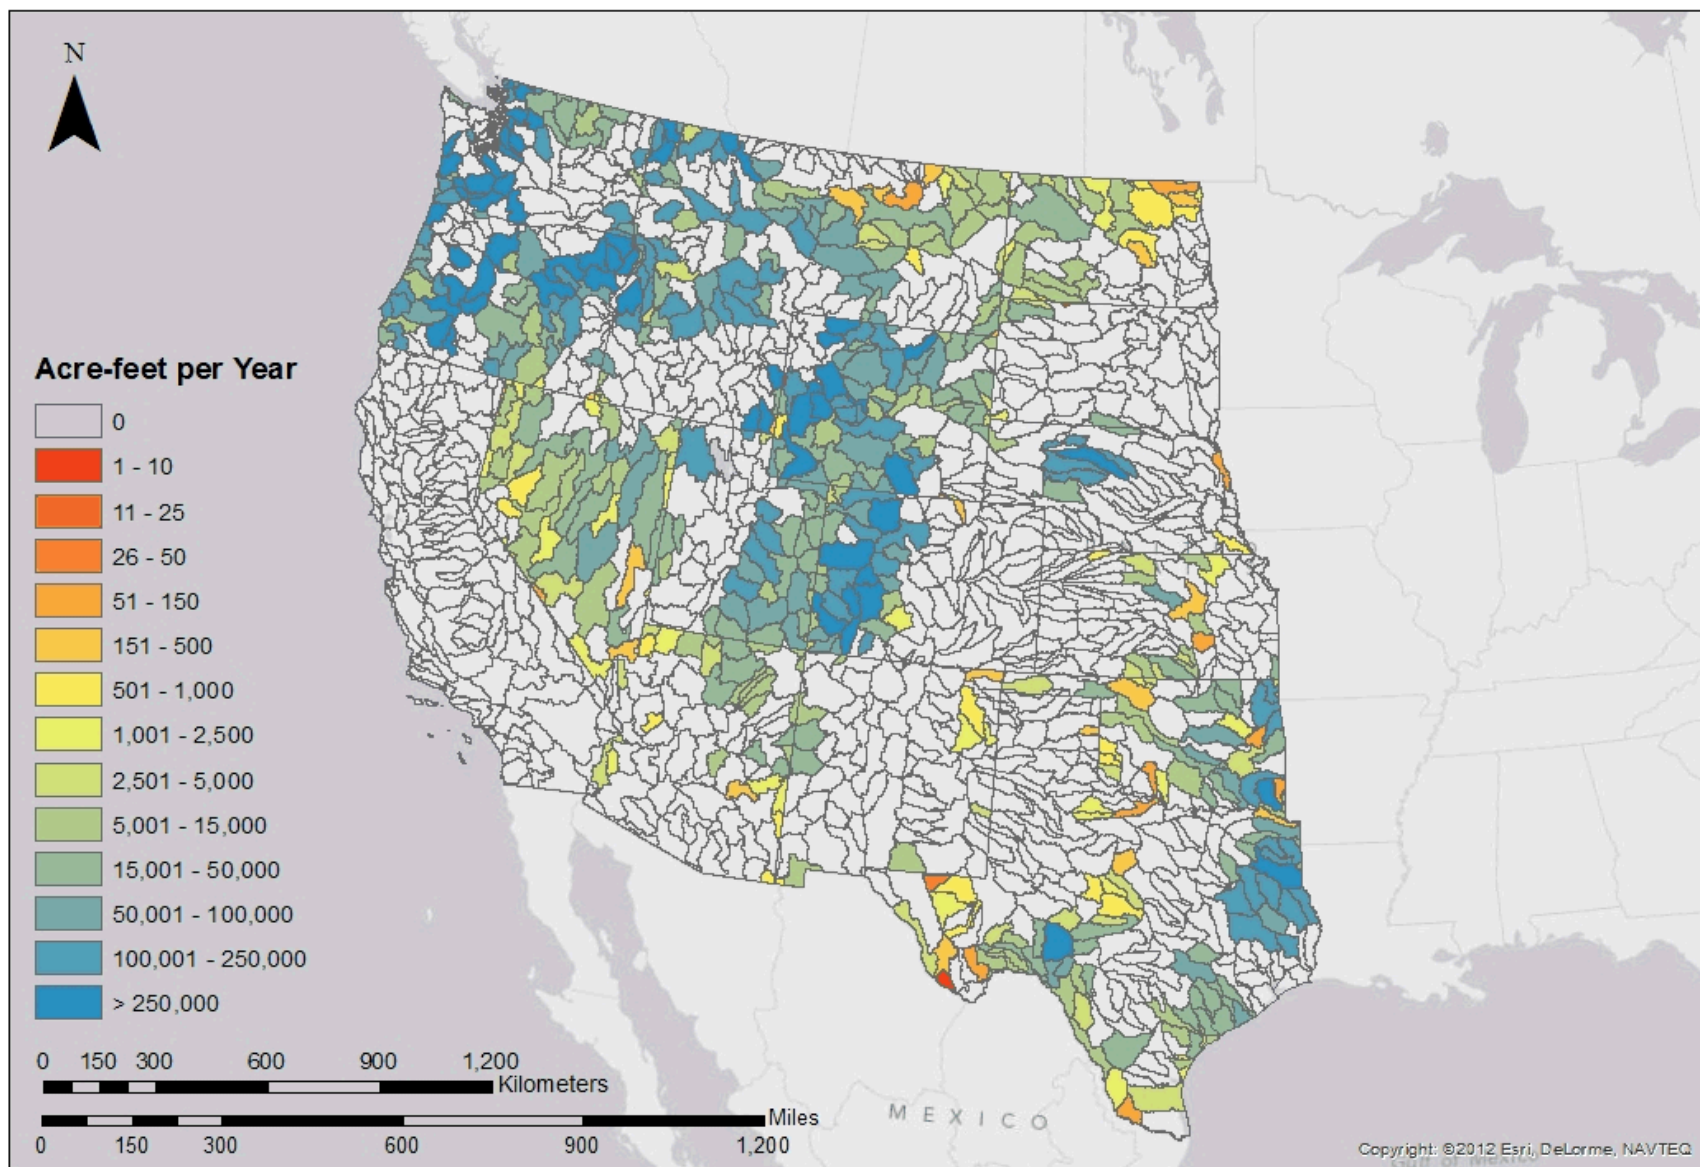 N
Acre-feet per Year
0
1 - 10
11 - 25
26 - 50
51 - 150
151 - 500
501 - 1,000
1,001 - 2,500
2,501 - 5,000
5,001 - 15,000
15,001 - 50,000
50,001 - 100,000
100,001 - 250,000
> 250,000
0 150 300 600 900 1,200
Kilometers
Miles
0 150 300 600 900 1,200
MEXICO
Copyright: ©2012 Esri, DeLorme, NAVTEQ
Gulf of Mexico